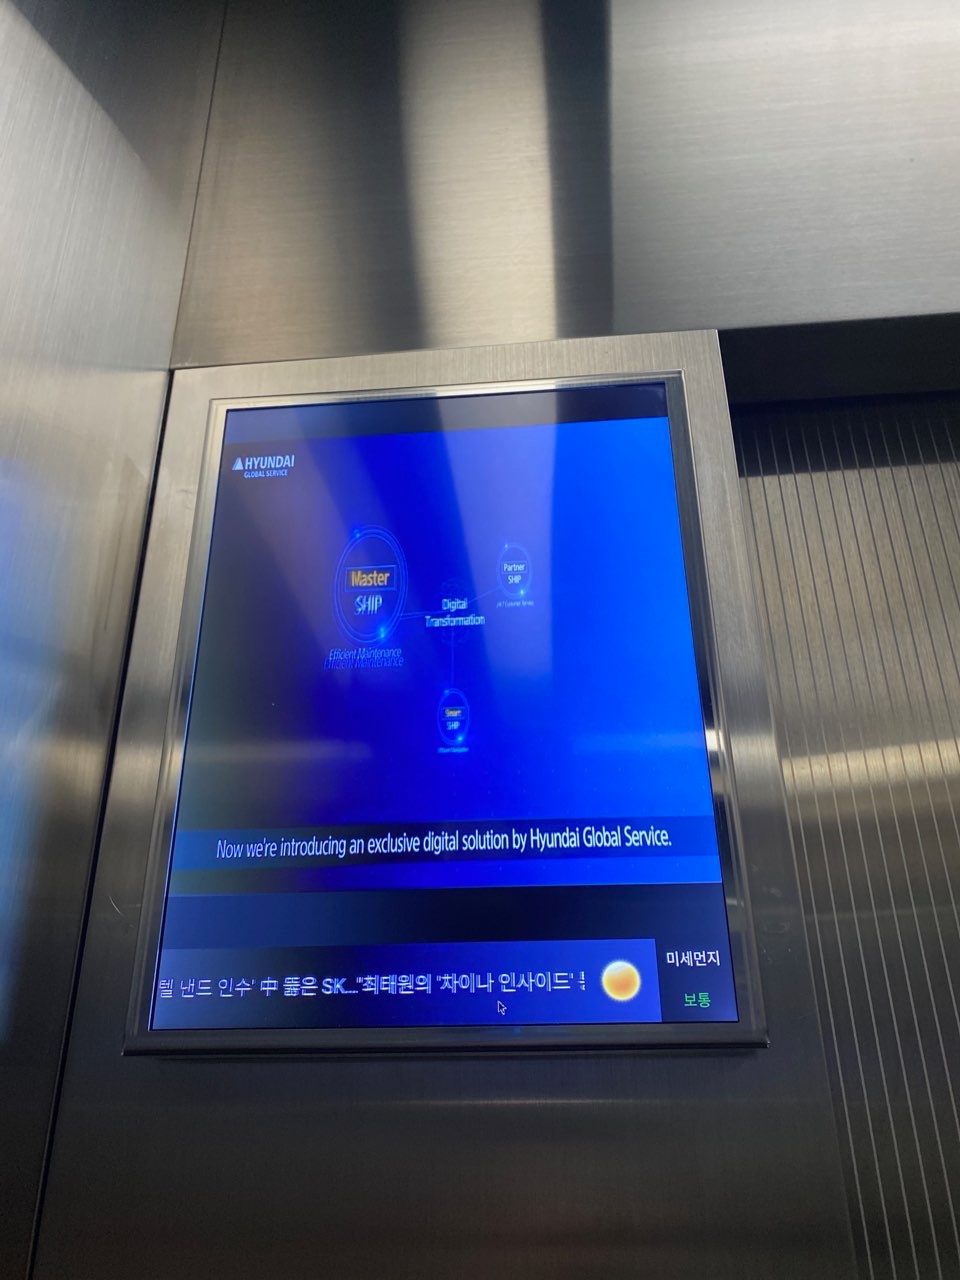 HYUNDAI
GLOBAL SERVICE
Master
SHIP
Efficient Maintenance
Digital
Transformation
Partner
SHIP
Smart
SHIP
Now we're introducing an exclusive digital solution by Hyundai Global Service.
텔 낸드 인수' 中 뚫은 SK..."최태원의 '차이나 인사이드'
미세먼지
보통